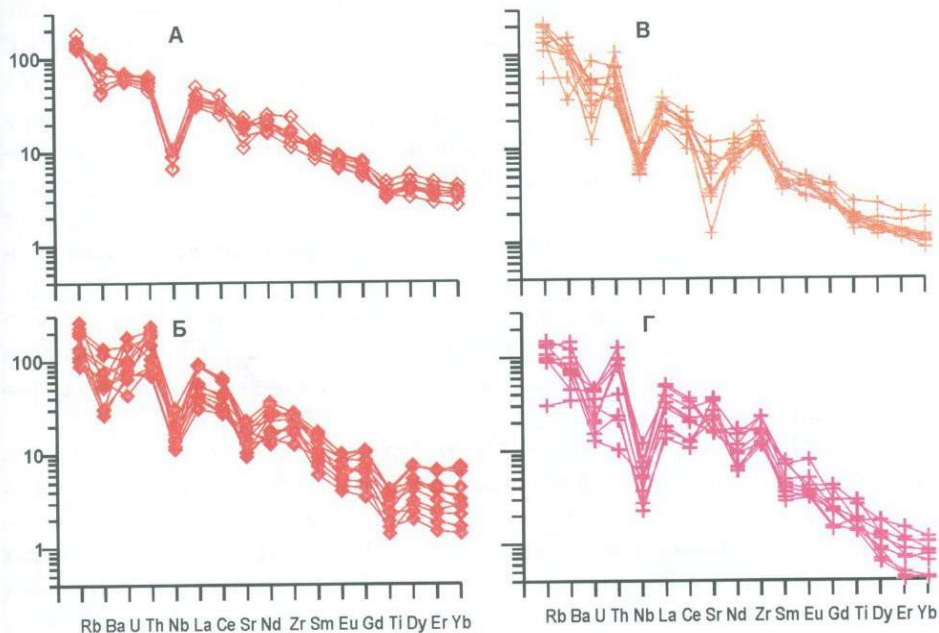 А
В
100
10
1
Б
Г
100
10
1
Rb Ba U Th Nb La Ce Sr Nd Zr Sm Eu Gd Ti Dy Er Yb
Rb Ba U Th Nb La Ce Sr Nd Zr Sm Eu Gd Ti Dy Er Yb